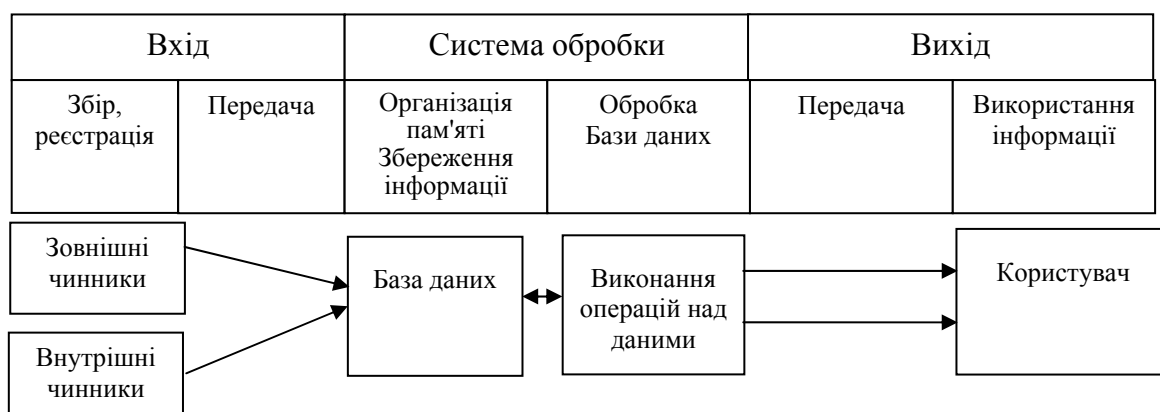 Вхід
Система обробки
Вихід
Збір,
реєстрація
Передача
Організація
пам'яті
Збереження
інформації
Обробка
Бази даних
Передача
Використання
інформації
Зовнішні
чинники
База даних
Виконання
операцій над
даними
Користувач
Внутрішні
чинники